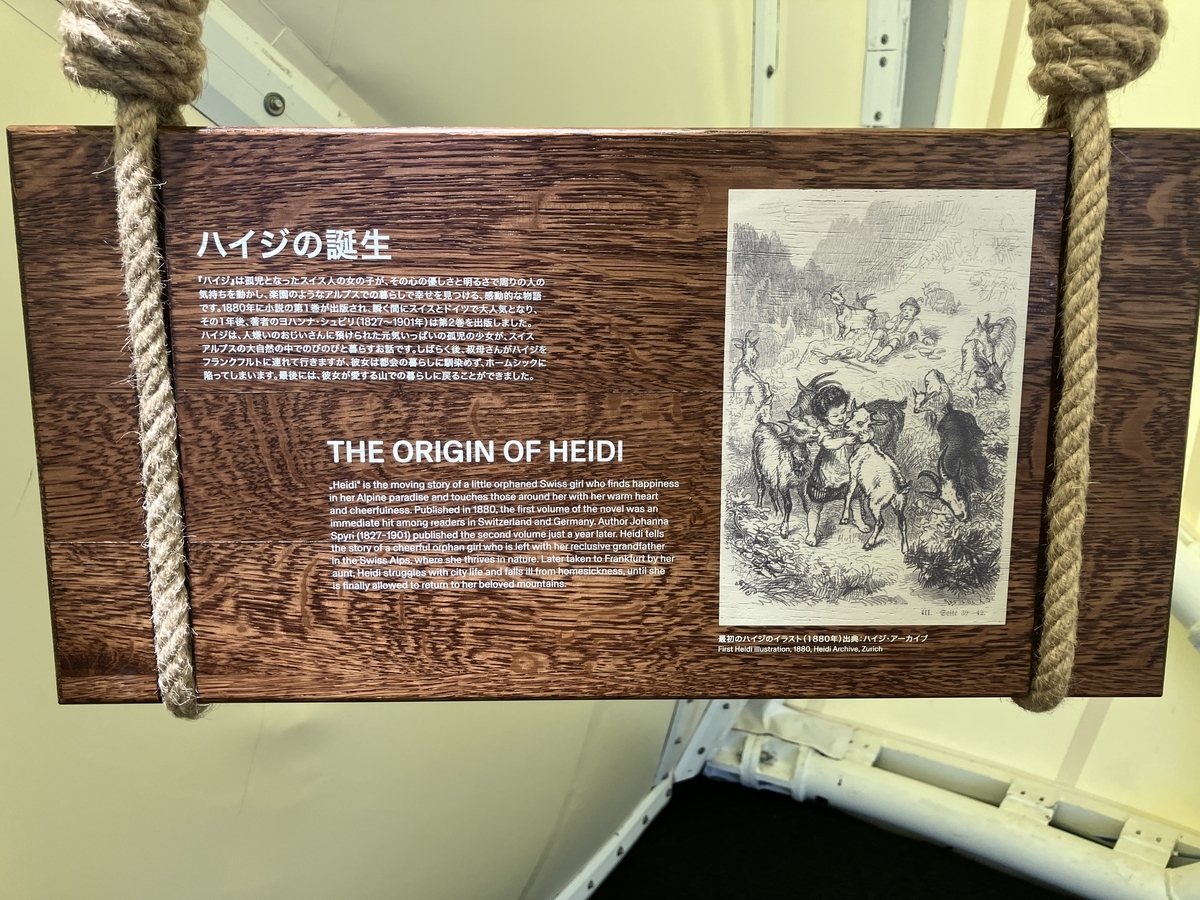 ハイジの誕生
『ハイジ』は孤児となったスイス人の女の子が、その心の優しさと明るさで周りの人の
気持ちを動かし、楽園のようなアルプスでの暮らしで幸せを見つける、感動的な物語
です。1880年に小説の第1巻が出版され、瞬く間にスイスとドイツで大人気となり、
その1年後、著者のヨハンナ・シュピリ(1827〜1901年)は第2巻を出版しました。
ハイジは、人嫌いのおじいさんに預けられた元気いっぱいの孤児の少女が、スイス
アルプスの大自然の中でのびのびと暮らすお話です。しばらく後、叔母さんがハイジを
フランクフルトに連れて行きますが、彼女は都会の暮らしに馴染めず、ホームシックに
陥ってしまいます。最後には、彼女が愛する山での暮らしに戻ることができました。
THE ORIGIN OF HEIDI
„Heidi" is the moving story of a little orphaned Swiss girl who finds happiness
in her Alpine paradise and touches those around her with her warm heart
and cheerfulness. Published in 1880, the first volume of the novel was an
immediate hit among readers in Switzerland and Germany. Author Johanna
Spyri (1827–1901) published the second volume just a year later. Heidi tells
the story of a cheerful orphan girl who is left with her reclusive grandfather
in the Swiss Alps, where she thrives in nature. Later taken to Frankfurt by her
aunt, Heidi struggles with city life and falls ill from homesickness, until she
is finally allowed to return to her beloved mountains.
III. Seite
最初のハイジのイラスト(1880年)出典:ハイジ・アーカイブ
First Heidi illustration, 1880, Heidi Archive, Zurich